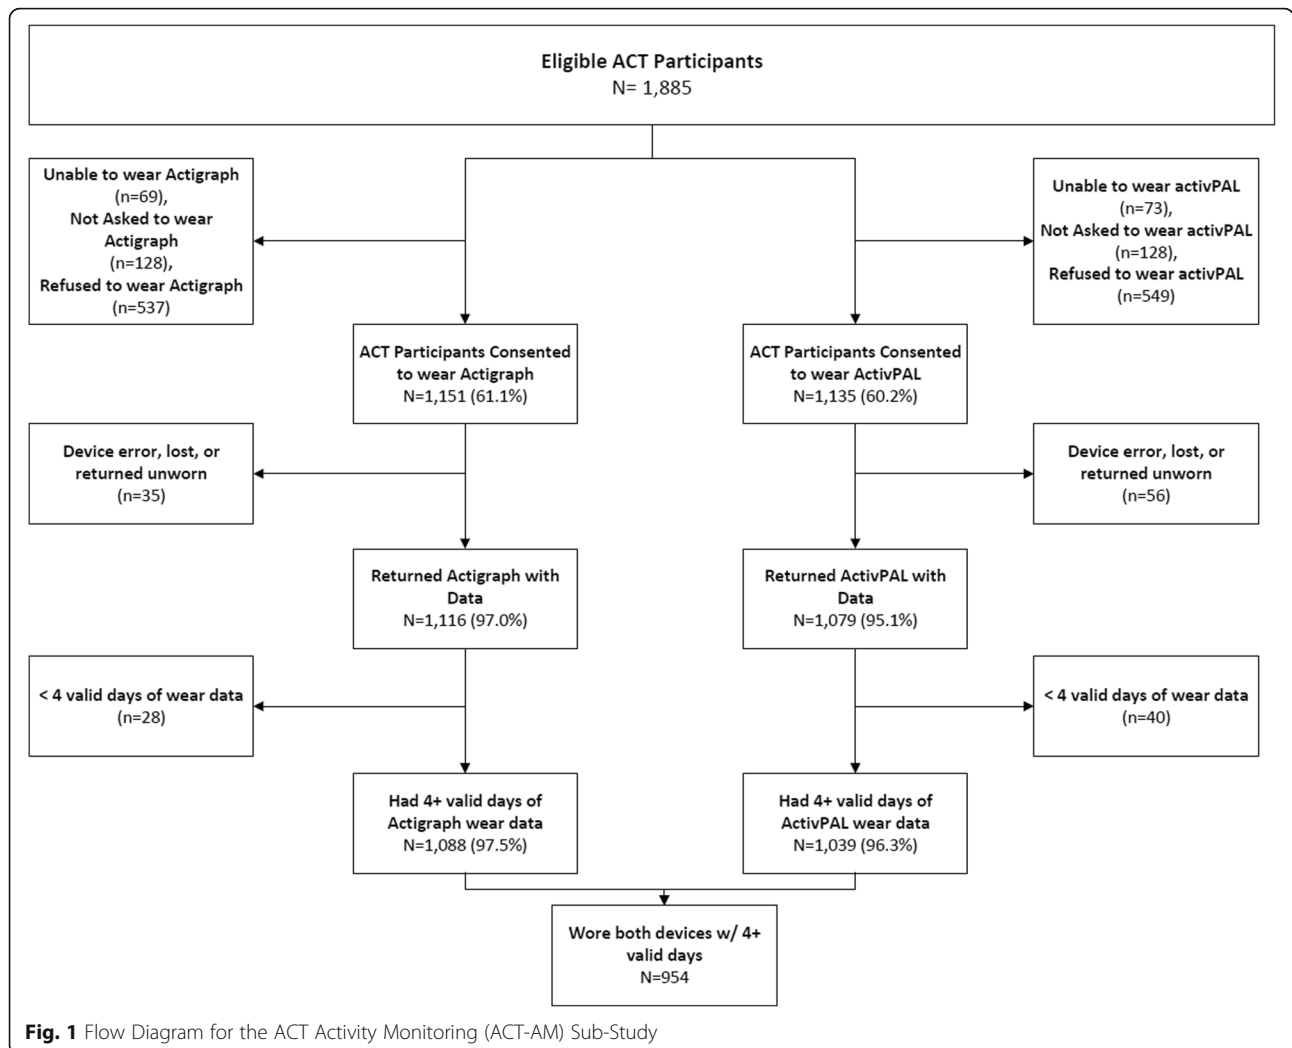 Eligible ACT Participants
N= 1,885
Unable to wear Actigraph
(n=69),
Not Asked to wear
Actigraph
(n=128),
Refused to wear Actigraph
(n=537)
Unable to wear activPAL
(n=73),
Not Asked to wear activPAL
(n=128),
Refused to wear activPAL
(n=549)
ACT Participants Consented
to wear Actigraph
N=1,151 (61.1%)
ACT Participants Consented
to wear ActivPAL
N=1,135 (60.2%)
Device error, lost, or
returned unworn
(n=35)
Device error, lost, or
returned unworn
(n=56)
Returned Actigraph with
Data
N=1,116 (97.0%)
Returned ActivPAL with
Data
N=1,079 (95.1%)
< 4 valid days of wear data
(n=28)
< 4 valid days of wear data
(n=40)
Had 4+ valid days of
Actigraph wear data
N=1,088 (97.5%)
Had 4+ valid days of
ActivPAL wear data
N=1,039 (96.3%)
Wore both devices w/ 4+
valid days
N=954
Fig. 1 Flow Diagram for the ACT Activity Monitoring (ACT-AM) Sub-Study